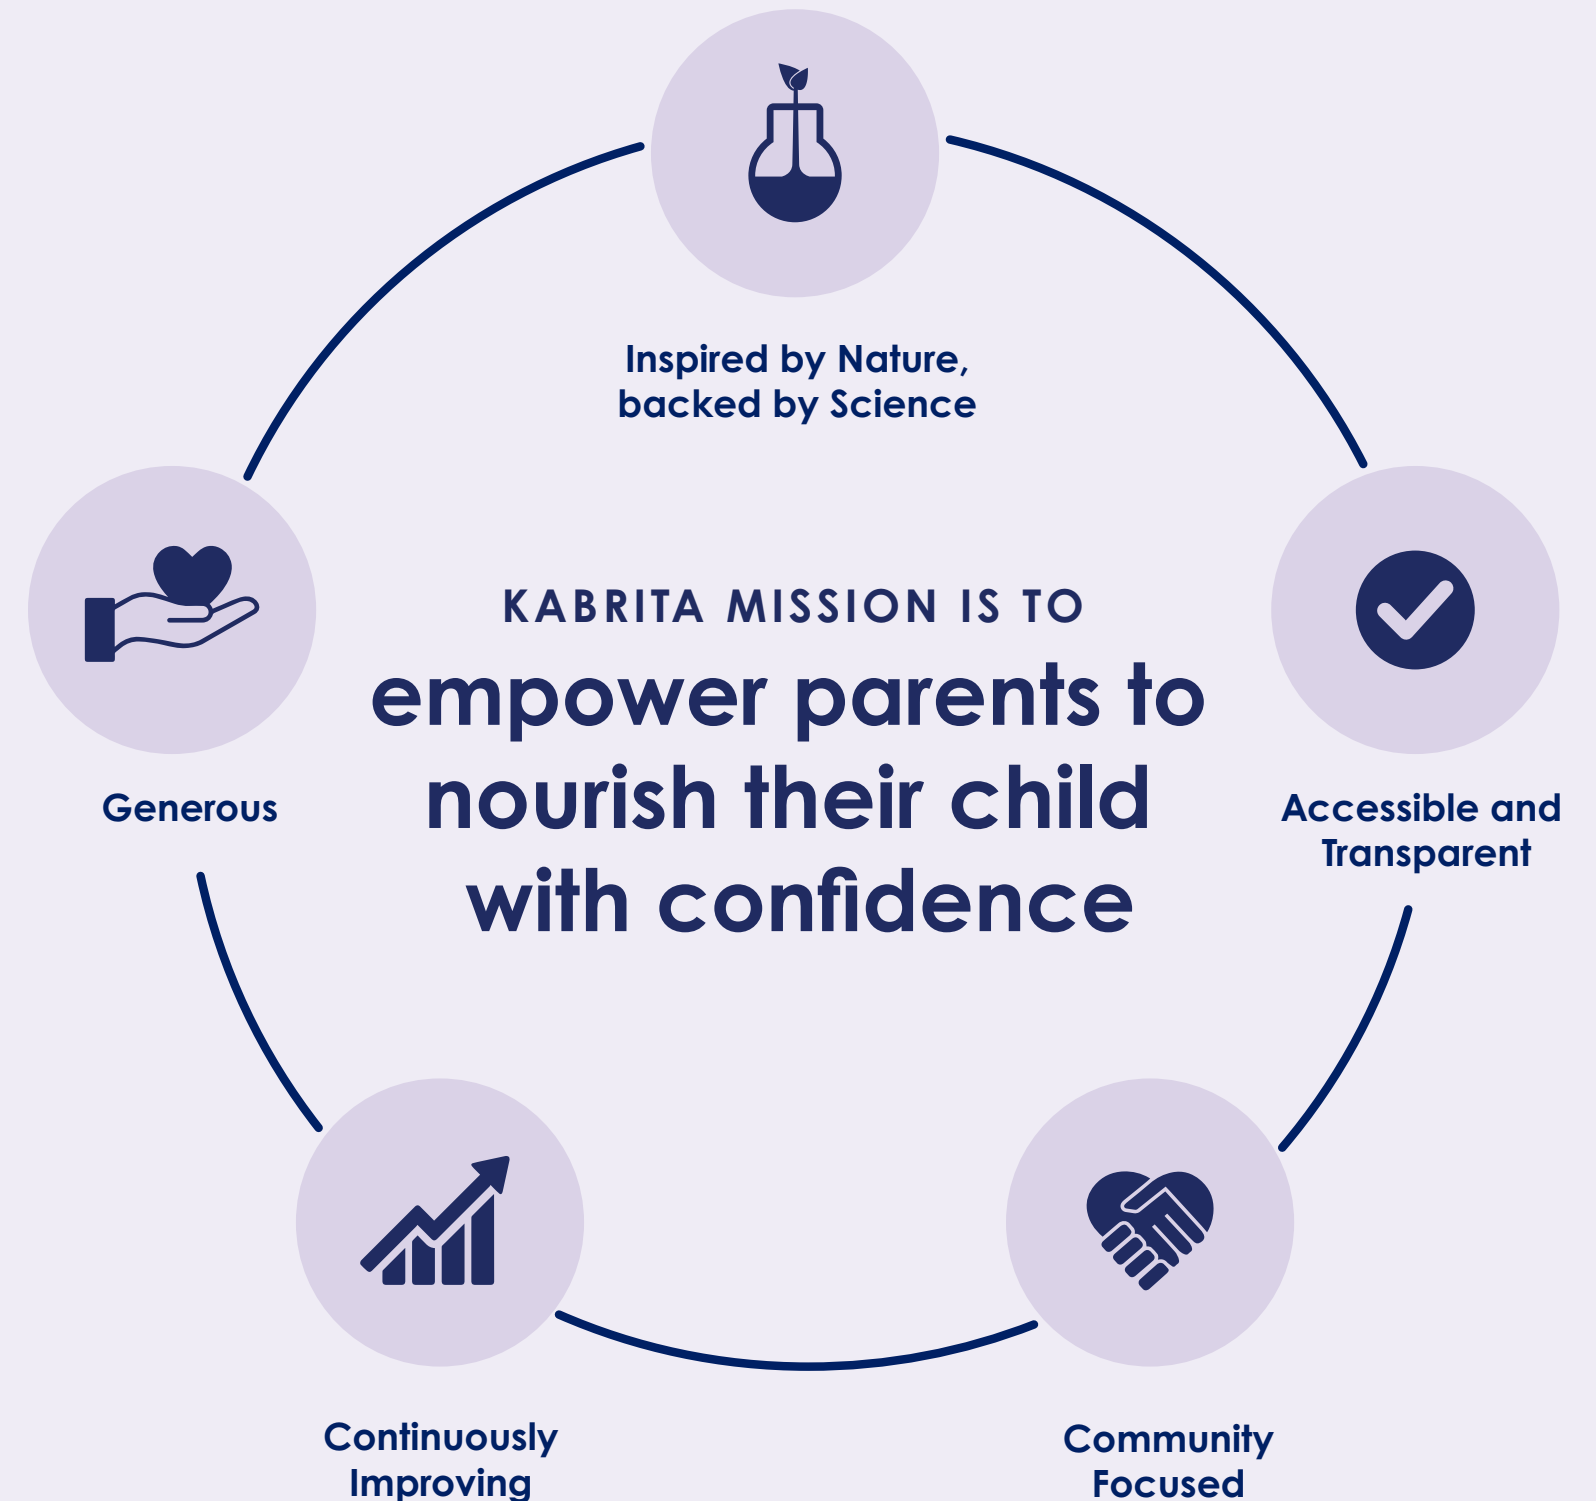 Inspired by Nature,
backed by Science
KABRITA MISSION IS TO
empower parents to
nourish their child
with confidence
Generous
Accessible and
Transparent
Continuously
Improving
Community
Focused